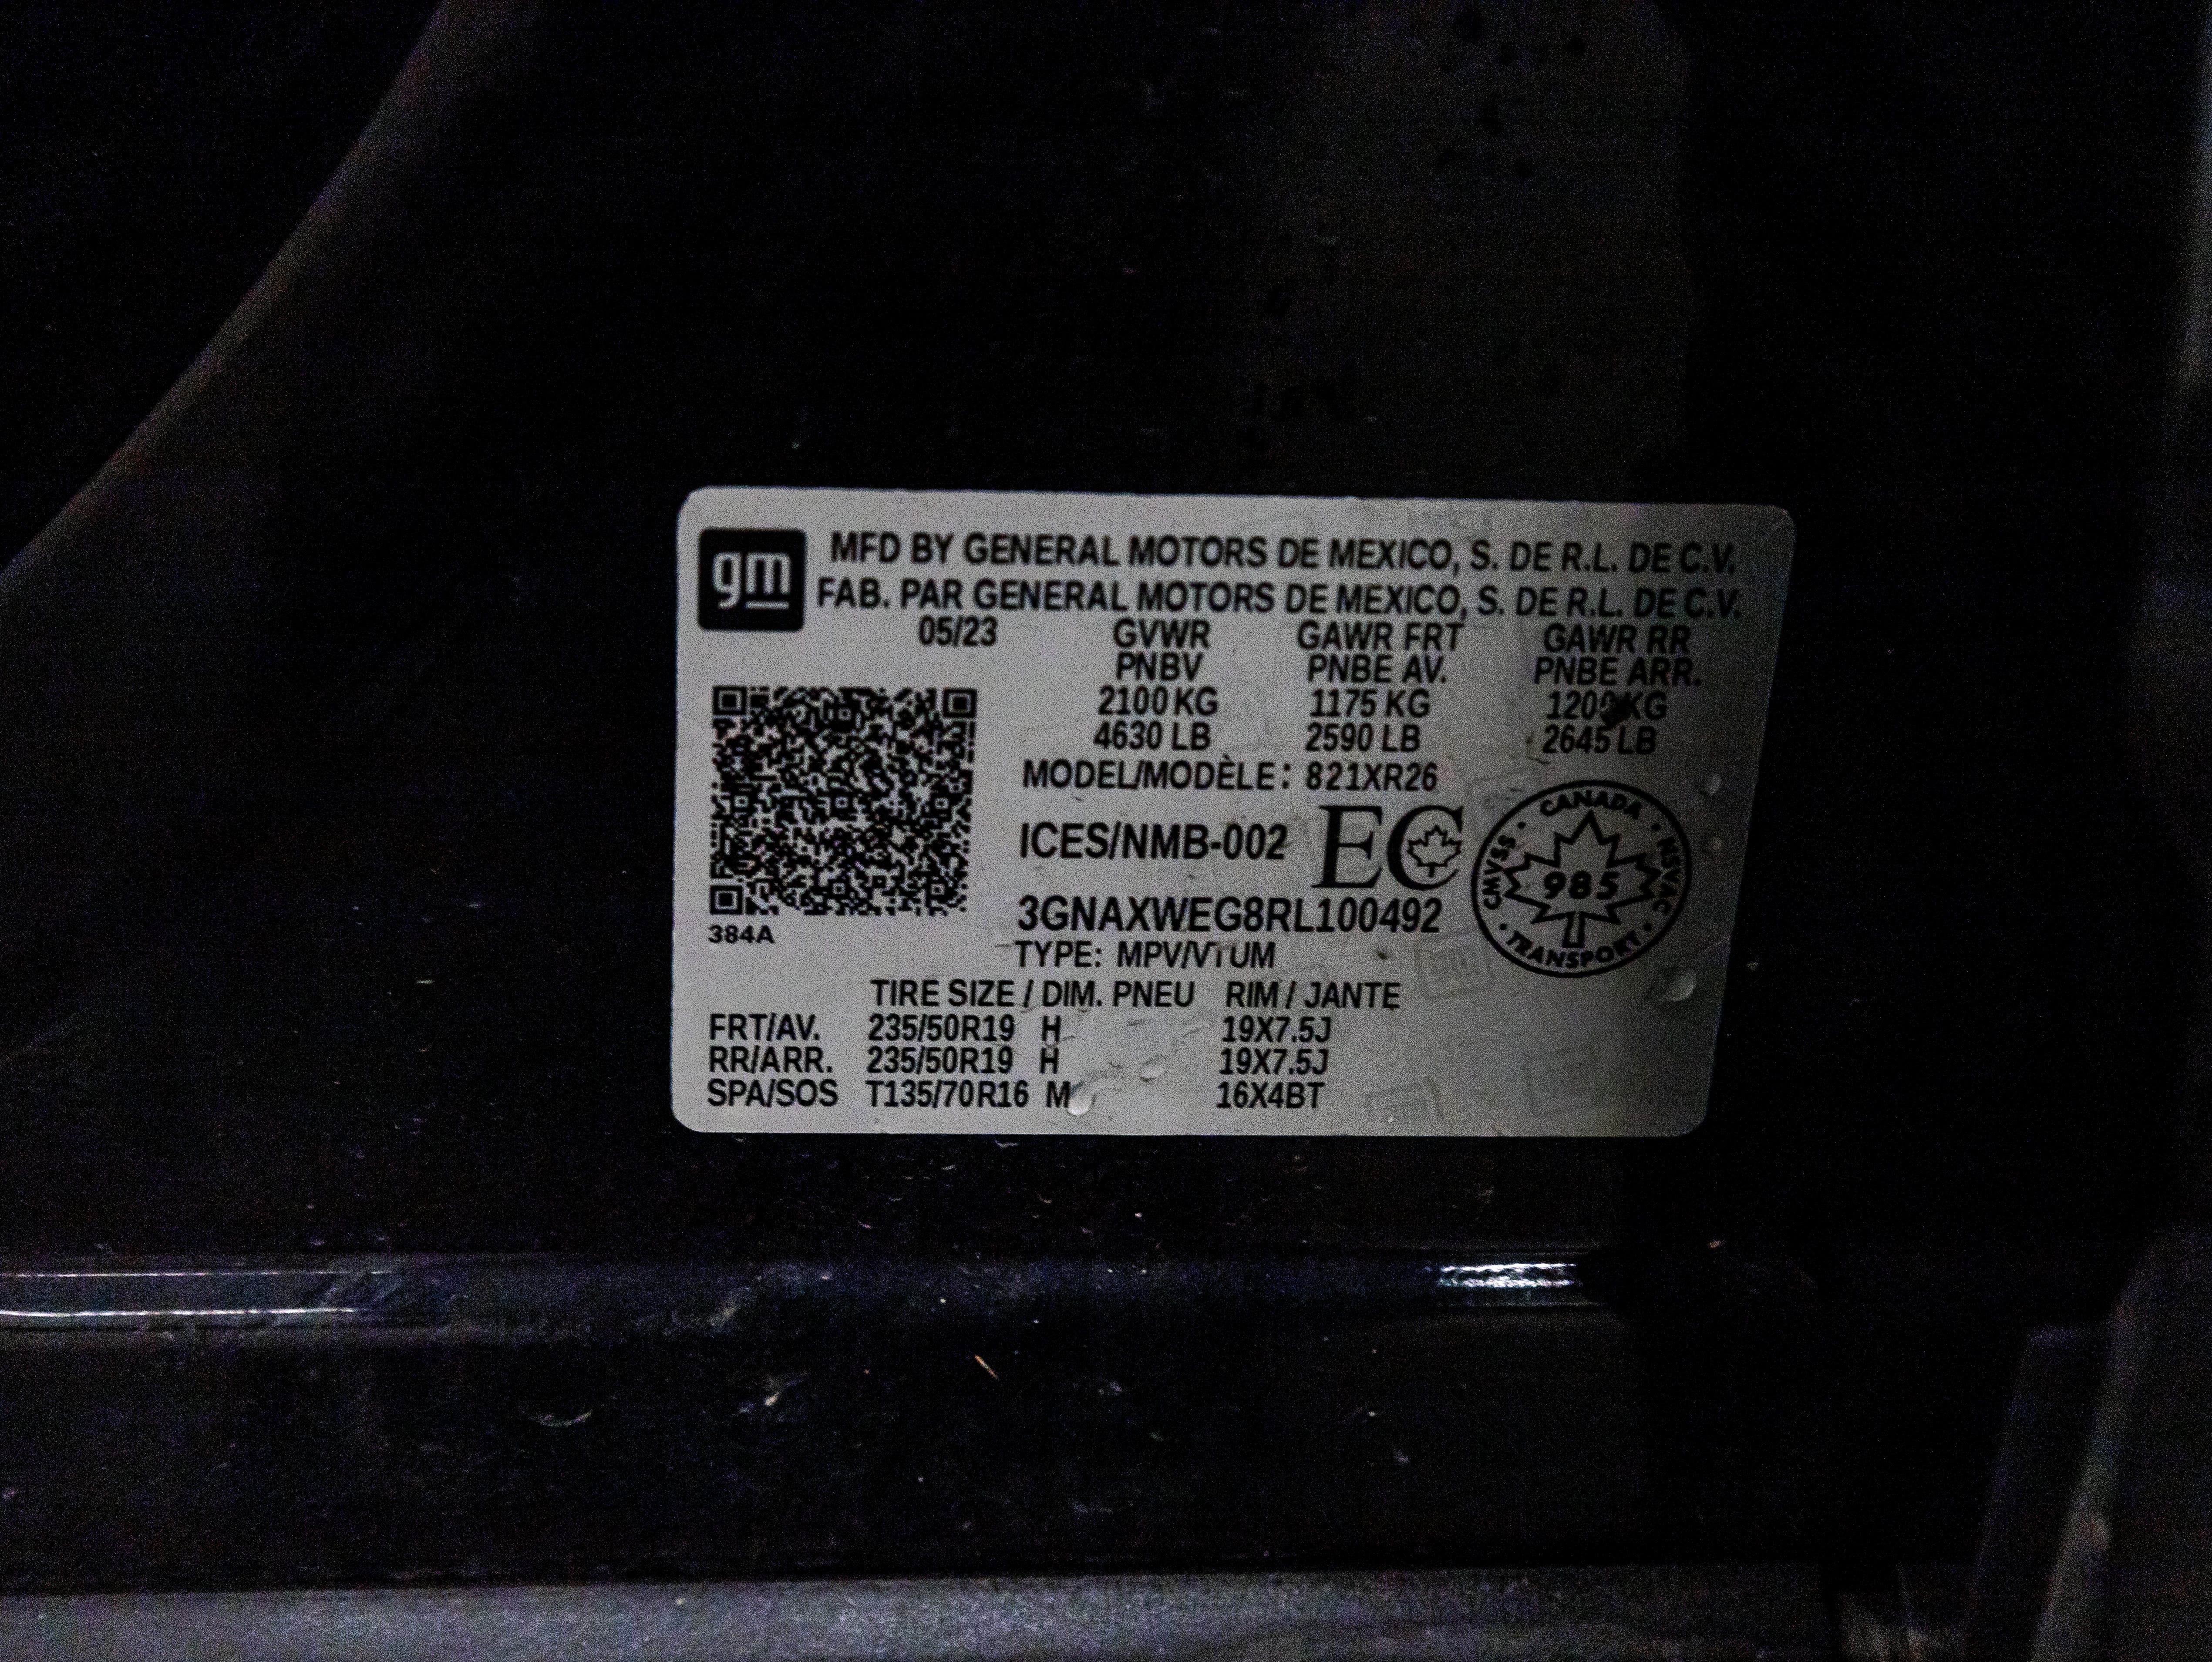 gm
MFD BY GENERAL MOTORS DE MEXICO, S. DE R.L. DE C.V.
FAB. PAR GENERAL MOTORS DE MEXICO, S. DE R.L. DE C.V.
05/23 GVWR GAWR FRT GAWR RR
PNBV PNBE AV. PNBE ARR.
2100 KG 1175 KG 1200 KG
4630 LB 2590 LB 2645 LB
MODEL/MODÈLE: 821XR26
ICES/NMB-002 EC
CANADA
CMVSS 985 NSVAC
TRANSPORT
3GNAXWEG8RL100492
384A
TYPE: MPV/VTUM
TIRE SIZE / DIM. PNEU RIM / JANTE
FRT/AV. 235/50R19 H 19X7.5J
RR/ARR. 235/50R19 H 19X7.5J
SPA/SOS T135/70R16 M 16X4BT